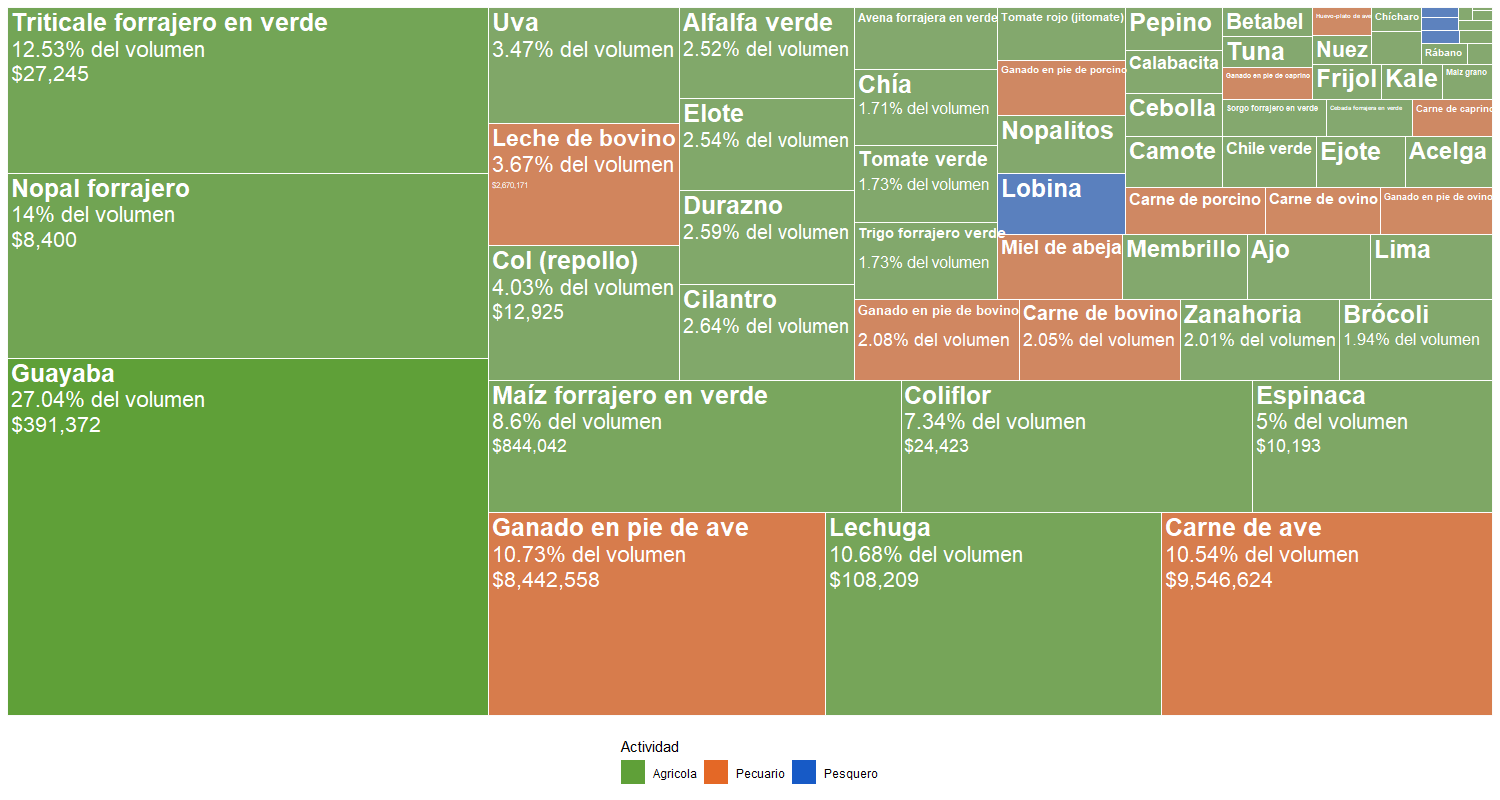 Triticale forrajero en verde
12.53% del volumen
$27,245
Nopal forrajero
14% del volumen
$8,400
Guayaba
27.04% del volumen
$391,372
Uva
3.47% del volumen
Leche de bovino
3.67% del volumen
$2,670,171
Col (repollo)
4.03% del volumen
$12,925
Alfalfa verde
2.52% del volumen
Elote
2.54% del volumen
Durazno
2.59% del volumen
Cilantro
2.64% del volumen
Avena forrajera en verde
Chía
1.71% del volumen
Tomate verde
1.73% del volumen
Trigo forrajero verde
1.73% del volumen
Tomate rojo (jitomate)
Ganado en pie de porcino
Nopalitos
Lobina
Miel de abeja
Pepino
Calabacita
Cebolla
Camote
Betabel
Tuna
Ganado en pie de caprino
Huevo-plato de ave
Nuez
Chícharo
Rábano
Frijol
Kale
Maíz grano
Sorgo forrajero en verde
Cebada forrajera en verde
Carne de caprino
Chile verde
Ejote
Acelga
Carne de porcino
Carne de ovino
Ganado en pie de ovino
Membrillo
Ajo
Lima
Ganado en pie de bovino
2.08% del volumen
Carne de bovino
2.05% del volumen
Zanahoria
2.01% del volumen
Brócoli
1.94% del volumen
Maíz forrajero en verde
8.6% del volumen
$844,042
Coliflor
7.34% del volumen
$24,423
Espinaca
5% del volumen
$10,193
Ganado en pie de ave
10.73% del volumen
$8,442,558
Lechuga
10.68% del volumen
$108,209
Carne de ave
10.54% del volumen
$9,546,624
Actividad
Agricola
Pecuario
Pesquero